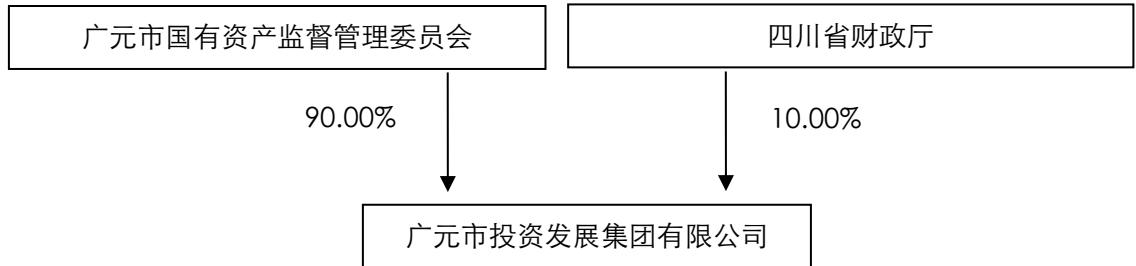 广元市国有资产监督管理委员会
四川省财政厅
90.00%
10.00%
广元市投资发展集团有限公司